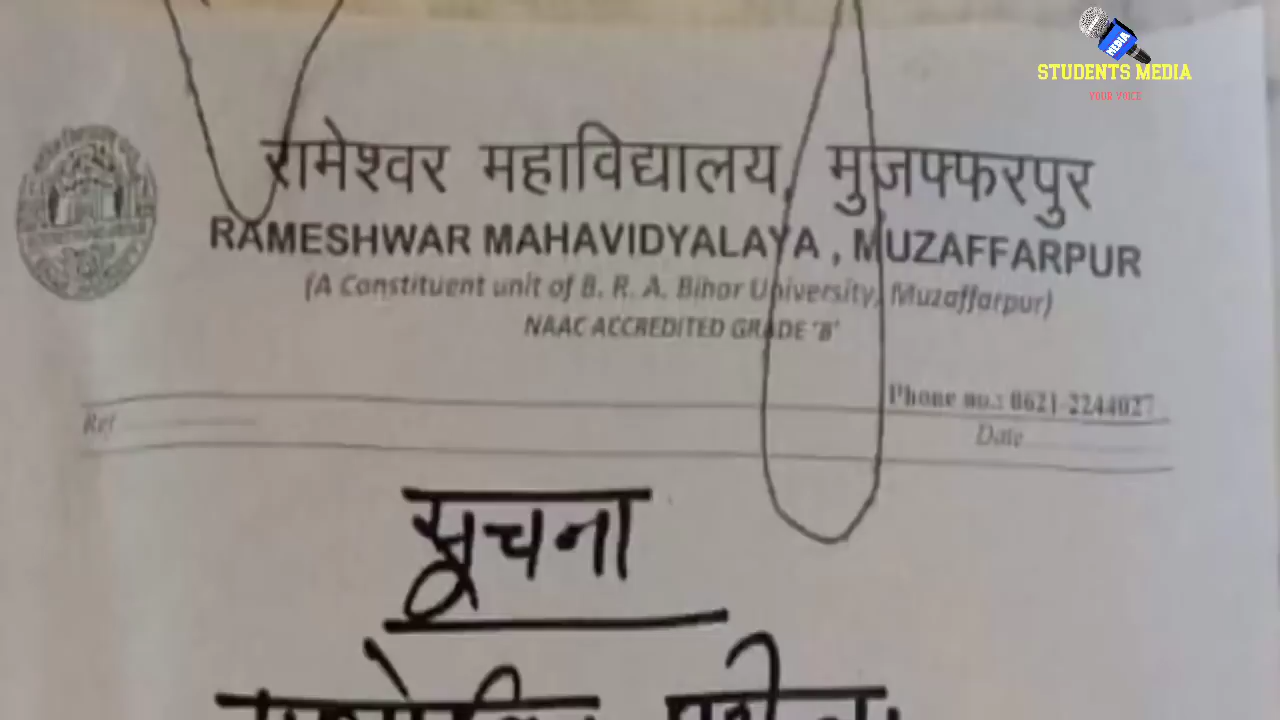 MEDIA
STUDENTS MEDIA
YOUR VOICE
रामेश्वर महाविद्यालय, मुजफ्फरपुर
RAMESHWAR MAHAVIDYALAYA , MUZAFFARPUR
(A Constituent unit of B. R. A. Bihar University, Muzaffarpur)
NAAC ACCREDITED GRADE 'B'
Phone no.: 0621-2244027
Ref
Date
सूचना